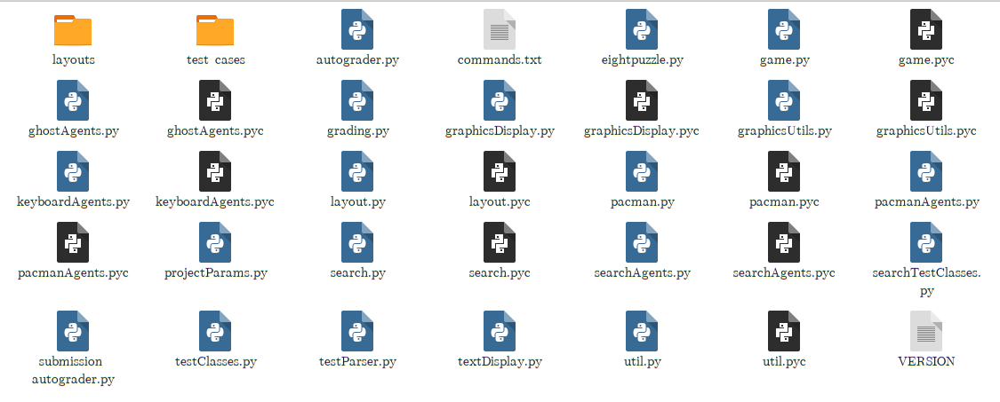 layouts
test cases
autograder.py
commands.txt
eightpuzzle.py
game.py
game.pyc
ghostAgents.py
ghostAgents.pyc
grading.py
graphicsDisplay.py
graphicsDisplay.pyc
graphicsUtils.py
graphicsUtils.pyc
keyboardAgents.py
keyboardAgents.pyc
layout.py
layout.pyc
pacman.py
pacman.pyc
pacmanAgents.py
pacmanAgents.pyc
projectParams.py
search.py
search.pyc
searchAgents.py
searchAgents.pyc
searchTestClasses.
py
submission
autograder.py
testClasses.py
testParser.py
textDisplay.py
util.py
util.pyc
VERSION